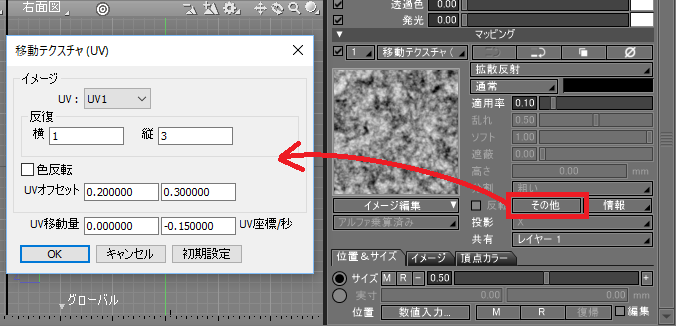 右面図
移動テクスチャ(UV)
イメージ
UV : UV1
反復
横 1 縦 3
色反転
UVオフセット 0.200000 0.300000
UV移動量 0.000000 -0.150000 UV座標/秒
OK キャンセル 初期設定
グローバル
透過色 0.00
発光 0.00
マッピング
1 移動テクスチャ(
拡散反射
通常
適用率 0.10
乱れ 0.50
ソフト 1.00
遮蔽 0.00
高さ 0.00 mm
粗い
イメージ編集 反転 その他 情報
アルファ乗算済み 投影 X
共有 レイヤー 1
位置&サイズ イメージ 頂点カラー
サイズ M R - 0.50 +
実寸 0.00 0.00 mm
位置 数値入力... M R 復帰 編集